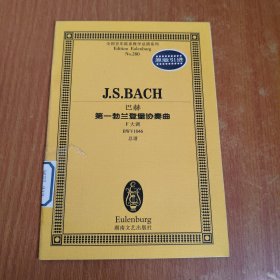 全国音乐院系教学总谱系列
Edition Eulenburg
No.280
原版引进
J.S.BACH
巴赫
第一勃兰登堡协奏曲
F大调
BWV1046
总谱
Eulenburg
湖南文艺出版社